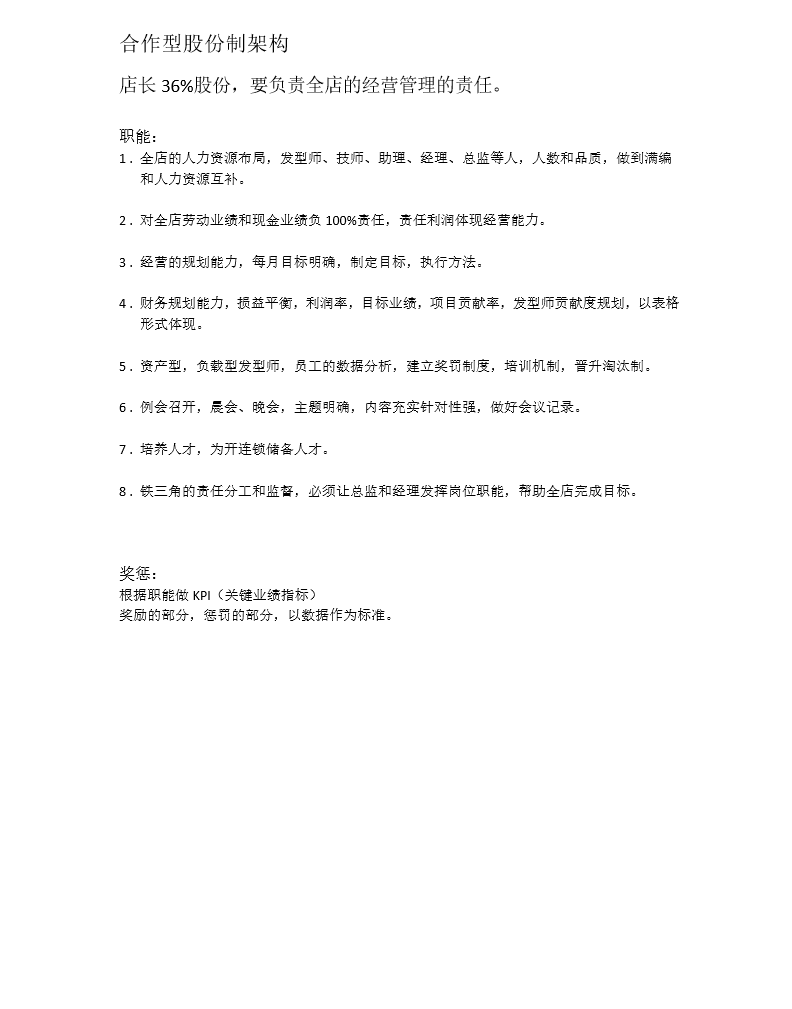 合作型股份制架构
店长 36%股份，要负责全店的经营管理的责任。
职能：
1．全店的人力资源布局，发型师、技师、助理、经理、总监等人，人数和品质，做到满编
和人力资源互补。
2．对全店劳动业绩和现金业绩负 100%责任，责任利润体现经营能力。
3．经营的规划能力，每月目标明确，制定目标，执行方法。
4．财务规划能力，损益平衡，利润率，目标业绩，项目贡献率，发型师贡献度规划，以表格
形式体现。
5．资产型，负载型发型师，员工的数据分析，建立奖罚制度，培训机制，晋升淘汰制。
6．例会召开，晨会、晚会，主题明确，内容充实针对性强，做好会议记录。
7．培养人才，为开连锁储备人才。
8．铁三角的责任分工和监督，必须让总监和经理发挥岗位职能，帮助全店完成目标。
奖惩：
根据职能做 KPI（关键业绩指标）
奖励的部分，惩罚的部分，以数据作为标准。